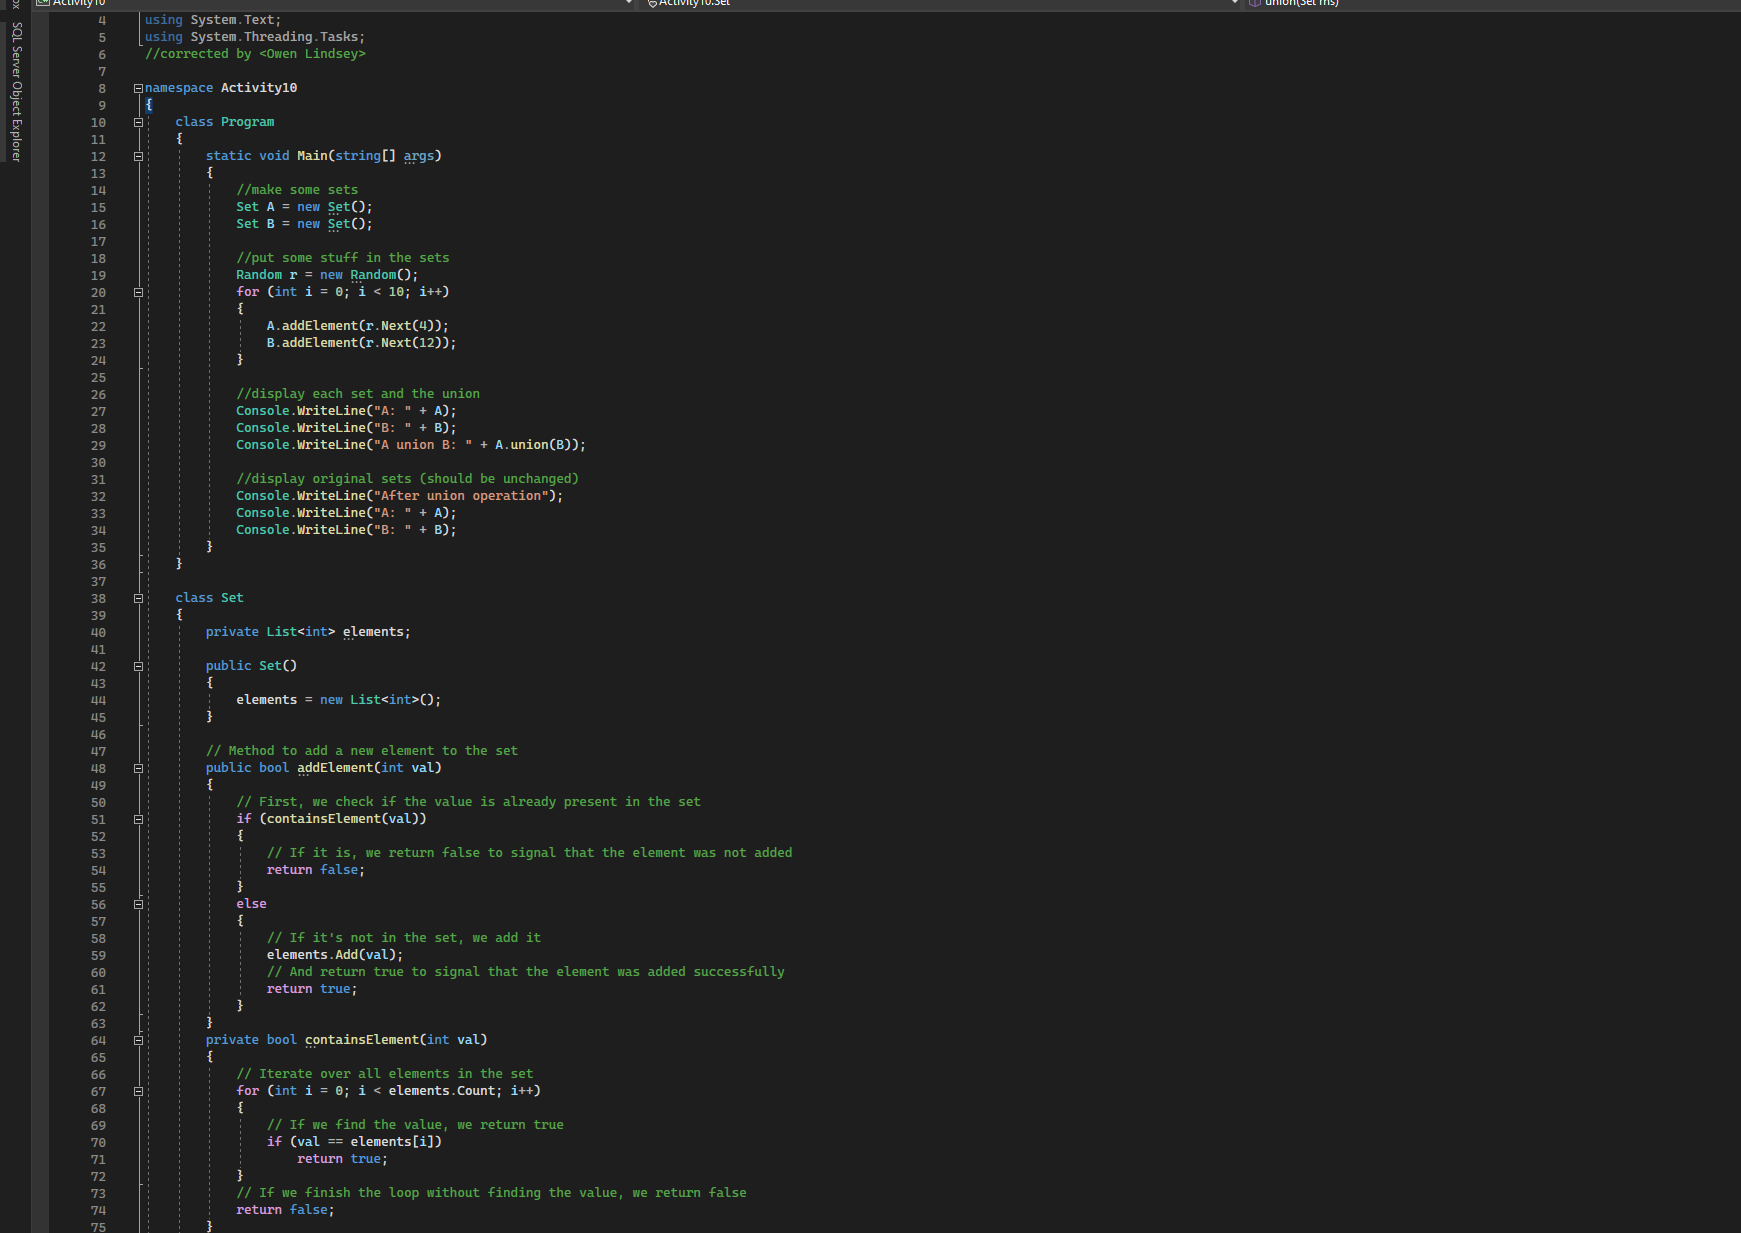 Activity10
Activity10.Set
union(Set rhs)
SQL Server Object Explorer
4 using System.Text;
5 using System.Threading.Tasks;
6 //corrected by <Owen Lindsey>
7
8 namespace Activity10
9 {
10 class Program
11 {
12 static void Main(string[] args)
13 {
14 //make some sets
15 Set A = new Set();
16 Set B = new Set();
17
18 //put some stuff in the sets
19 Random r = new Random();
20 for (int i = 0; i < 10; i++)
21 {
22 A.addElement(r.Next(4));
23 B.addElement(r.Next(12));
24 }
25
26 //display each set and the union
27 Console.WriteLine("A: " + A);
28 Console.WriteLine("B: " + B);
29 Console.WriteLine("A union B: " + A.union(B));
30
31 //display original sets (should be unchanged)
32 Console.WriteLine("After union operation");
33 Console.WriteLine("A: " + A);
34 Console.WriteLine("B: " + B);
35 }
36 }
37
38 class Set
39 {
40 private List<int> elements;
41
42 public Set()
43 {
44 elements = new List<int>();
45 }
46
47 // Method to add a new element to the set
48 public bool addElement(int val)
49 {
50 // First, we check if the value is already present in the set
51 if (containsElement(val))
52 {
53 // If it is, we return false to signal that the element was not added
54 return false;
55 }
56 else
57 {
58 // If it's not in the set, we add it
59 elements.Add(val);
60 // And return true to signal that the element was added successfully
61 return true;
62 }
63 }
64 private bool containsElement(int val)
65 {
66 // Iterate over all elements in the set
67 for (int i = 0; i < elements.Count; i++)
68 {
69 // If we find the value, we return true
70 if (val == elements[i])
71 return true;
72 }
73 // If we finish the loop without finding the value, we return false
74 return false;
75 }